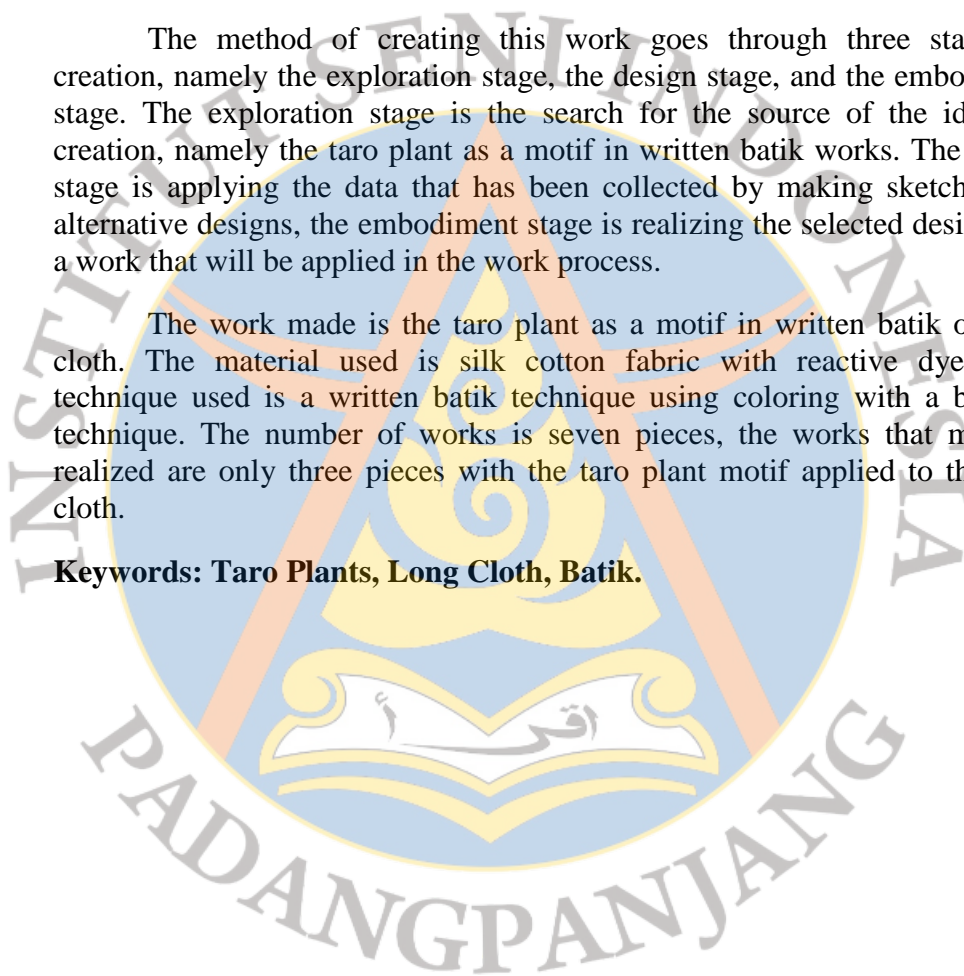 The method of creating this work goes through three sta
creation, namely the exploration stage, the design stage, and the embo
stage. The exploration stage is the search for the source of the id
creation, namely the taro plant as a motif in written batik works. The
stage is applying the data that has been collected by making sketch
alternative designs, the embodiment stage is realizing the selected desi
a work that will be applied in the work process.
The work made is the taro plant as a motif in written batik o
cloth. The material used is silk cotton fabric with reactive dye
technique used is a written batik technique using coloring with a b
technique. The number of works is seven pieces, the works that m
realized are only three pieces with the taro plant motif applied to th
cloth.
Keywords: Taro Plants, Long Cloth, Batik.
INSTITUT SENI INDONESIA
اقرأ
PADANGPANJANG